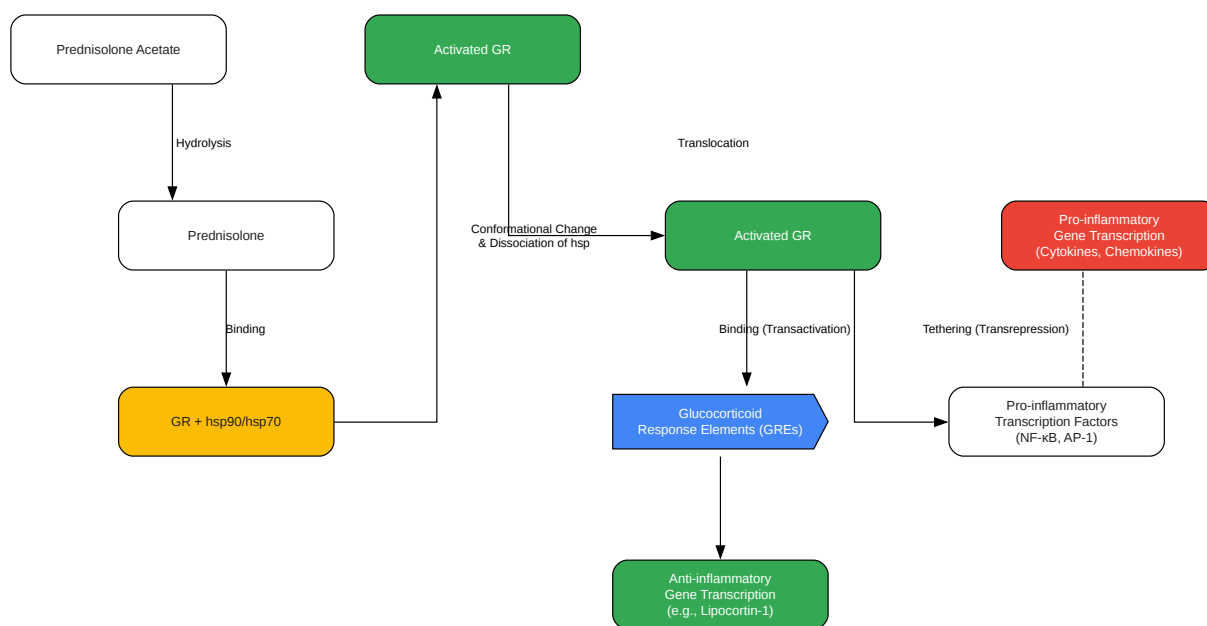 Prednisolone Acetate
Activated GR
Hydrolysis
Translocation
Prednisolone
Conformational Change
& Dissociation of hsp
Activated GR
Pro-inflammatory
Gene Transcription
(Cytokines, Chemokines)
Binding
Binding (Transactivation)
Tethering (Transrepression)
GR + hsp90/hsp70
Glucocorticoid
Response Elements (GREs)
Pro-inflammatory
Transcription Factors
(NF-κB, AP-1)
Anti-inflammatory
Gene Transcription
(e.g., Lipocortin-1)